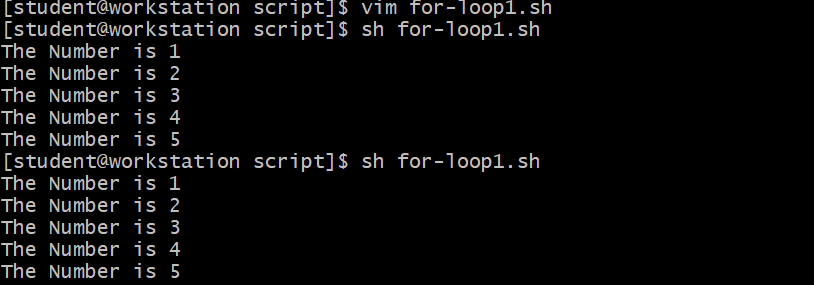 [student@workstation script]$ vim for-loop1.sh
[student@workstation script]$ sh for-loop1.sh
The Number is 1
The Number is 2
The Number is 3
The Number is 4
The Number is 5
[student@workstation script]$ sh for-loop1.sh
The Number is 1
The Number is 2
The Number is 3
The Number is 4
The Number is 5